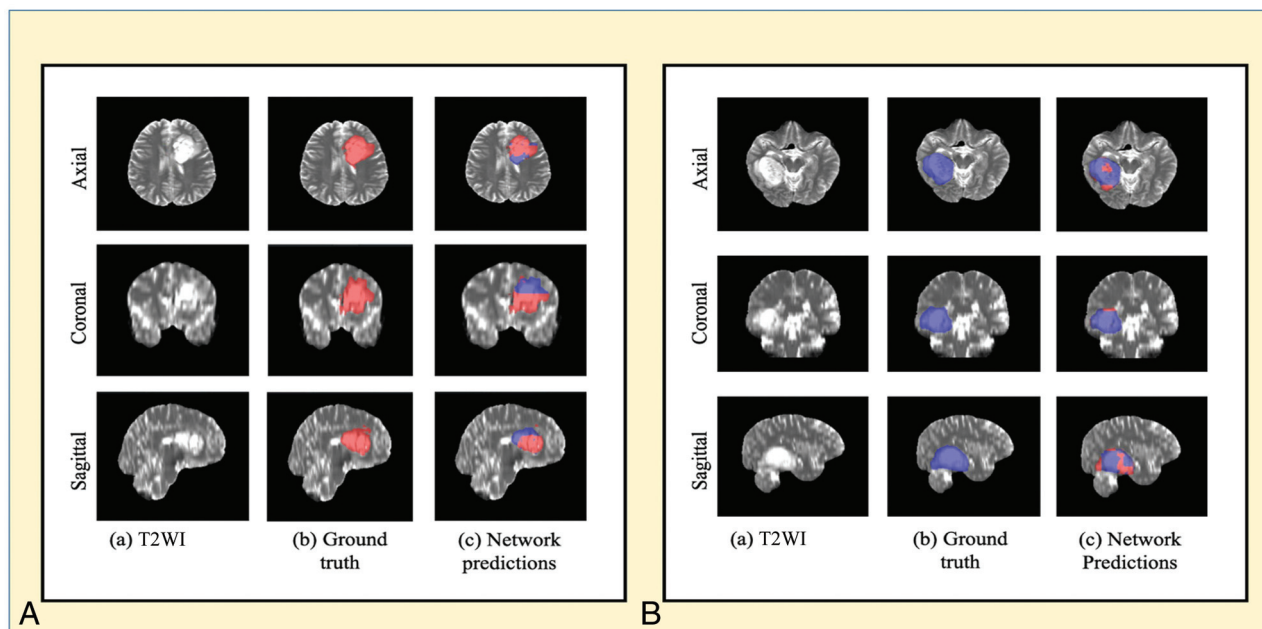 Axial
Coronal
Sagittal
(a) T2WI
(b) Ground
truth
(c) Network
predictions
A
Axial
Coronal
Sagittal
(a) T2WI
(b) Ground
truth
(c) Network
Predictions
B